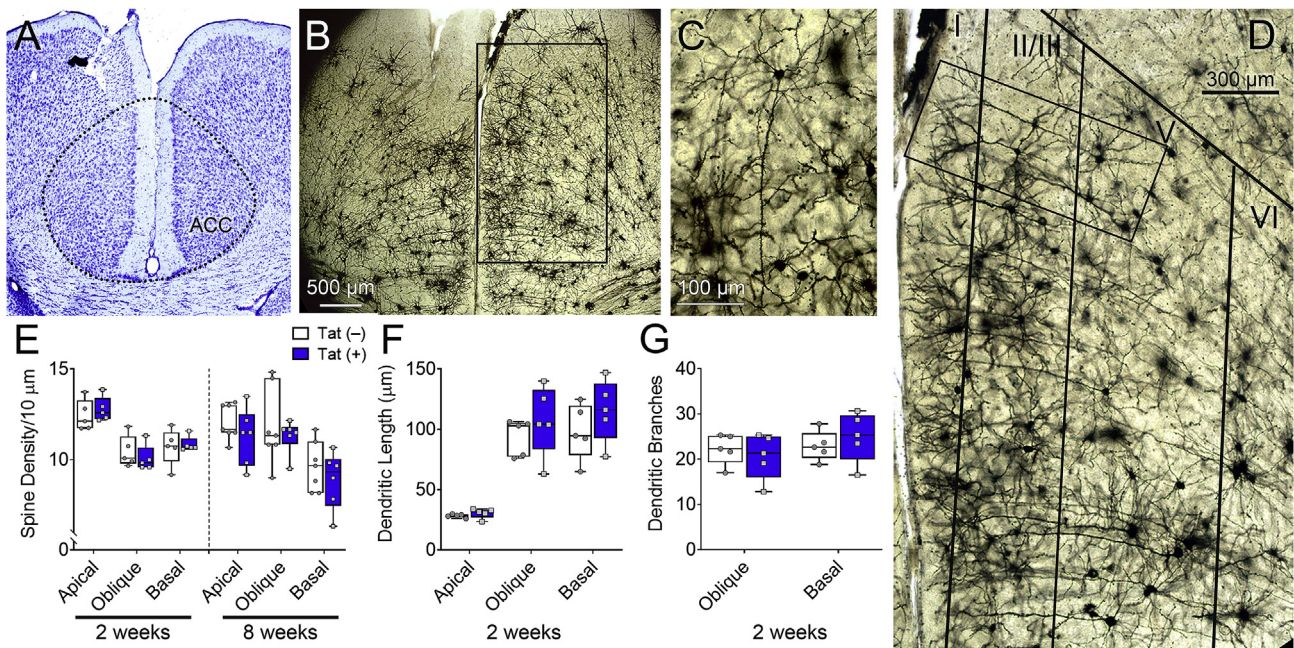 A
ACC
B
500 µm
C
100 µm
I
II/III
D
300 µm
V
VI
E
Tat (–)
Tat (+)
Spine Density/10 µm
15
10
0
Apical
Oblique
Basal
Apical
Oblique
Basal
2 weeks
8 weeks
F
Dendritic Length (µm)
150
100
50
0
Apical
Oblique
Basal
2 weeks
G
Dendritic Branches
40
30
20
10
0
Oblique
Basal
2 weeks